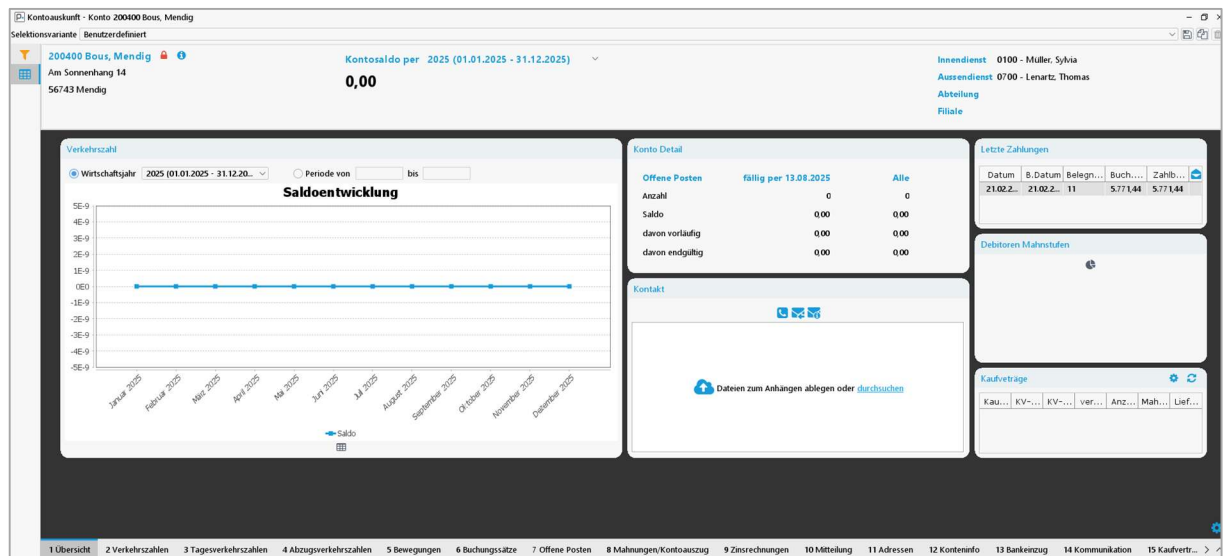 Kontoauskunft - Konto 200400 Bous, Mendig
Selektionsvariante Benutzerdefiniert
200400 Bous, Mendig
Am Sonnenhang 14
56743 Mendig
Kontosaldo per 2025 (01.01.2025 - 31.12.2025)
0,00
Innendienst 0100 - Müller, Sylvia
Aussendienst 0700 - Lenartz, Thomas
Abteilung
Filiale
Verkehrszahl
Wirtschaftsjahr 2025 (01.01.2025 - 31.12.20... Periode von bis
Saldoentwicklung
5E-9
4E-9
3E-9
2E-9
1E-9
0E0
-1E-9
-2E-9
-3E-9
-4E-9
-5E-9
Januar 2025 Februar 2025 März 2025 April 2025 Mai 2025 Juni 2025 Juli 2025 August 2025 September 2025 Oktober 2025 November 2025 Dezember 2025
Saldo
Konto Detail
Offene Posten fällig per 13.08.2025 Alle
Anzahl 0 0
Saldo 0,00 0,00
davon vorläufig 0,00 0,00
davon endgültig 0,00 0,00
Kontakt
Dateien zum Anhängen ablegen oder durchsuchen
Letzte Zahlungen
Datum B.Datum Belegn... Buch.... Zahlb...
21.02.2... 21.02.2... 11 5.771,44 5.771,44
Debitoren Mahnstufen
Kaufverträge
Kau... KV-... KV-... ver... Anz... Mah... Lief...
1 Übersicht 2 Verkehrszahlen 3 Tagesverkehrszahlen 4 Abzugsverkehrszahlen 5 Bewegungen 6 Buchungssätze 7 Offene Posten 8 Mahnungen/Kontoauszug 9 Zinsrechnungen 10 Mitteilung 11 Adressen 12 Konteninfo 13 Bankeinzug 14 Kommunikation 15 Kaufvertr...